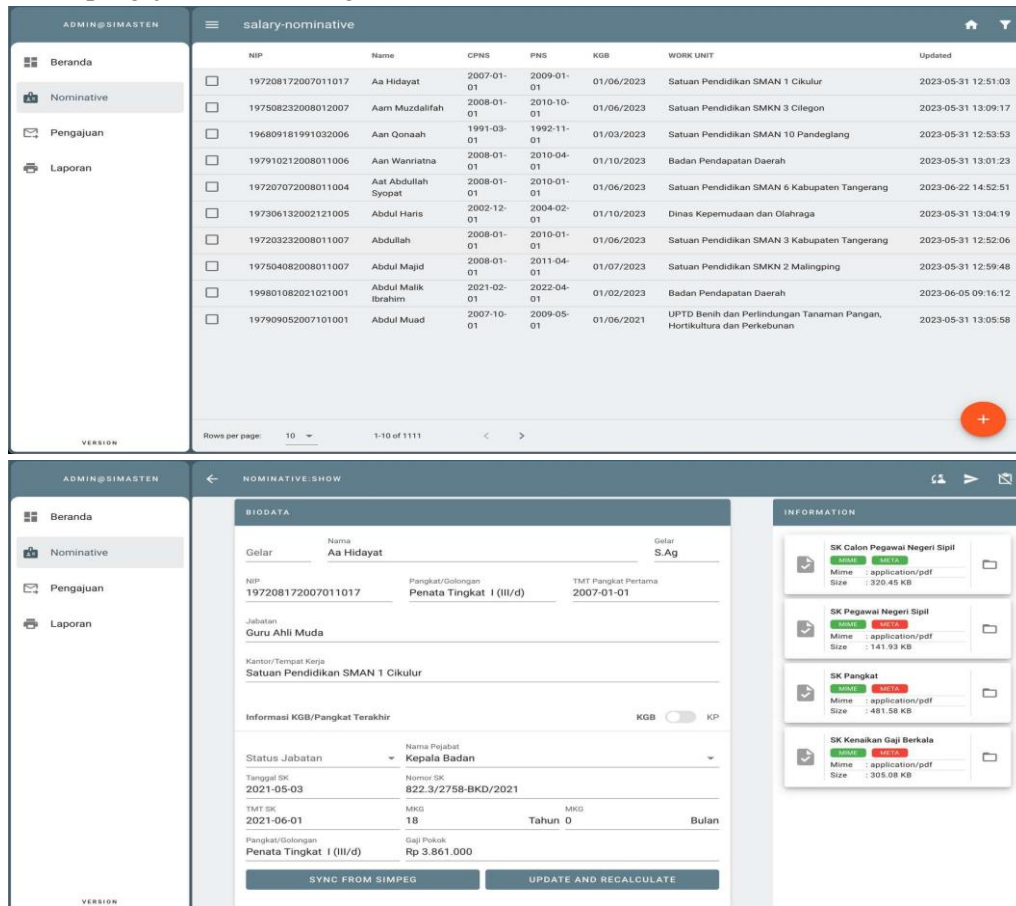 ADMIN@SIMASTEN
salary-nominative
Beranda
Nominative
Pengajuan
Laporan
VERSION
NIP Name CPNS PNS KGB WORK UNIT Updated
197208172007011017 Aa Hidayat 2007-01-01 2009-01-01 01/06/2023 Satuan Pendidikan SMAN 1 Cikulur 2023-05-31 12:51:03
197508232008012007 Aam Muzdalifah 2008-01-01 2010-10-01 01/06/2023 Satuan Pendidikan SMKN 3 Cilegon 2023-05-31 13:09:17
196809181991032006 Aan Qonaah 1991-03-01 1992-11-01 01/03/2023 Satuan Pendidikan SMAN 10 Pandeglang 2023-05-31 12:53:53
197910212008011006 Aan Wanriatna 2008-01-01 2010-04-01 01/10/2023 Badan Pendapatan Daerah 2023-05-31 13:01:23
197207072008011004 Aat Abdullah Syopat 2008-01-01 2010-01-01 01/06/2023 Satuan Pendidikan SMAN 6 Kabupaten Tangerang 2023-06-22 14:52:51
197306132002121005 Abdul Haris 2002-12-01 2004-02-01 01/10/2023 Dinas Kepemudaan dan Olahraga 2023-05-31 13:04:19
197203232008011007 Abdullah 2008-01-01 2010-01-01 01/06/2023 Satuan Pendidikan SMAN 3 Kabupaten Tangerang 2023-05-31 12:52:06
197504082008011007 Abdul Majid 2008-01-01 2011-04-01 01/07/2023 Satuan Pendidikan SMKN 2 Malingping 2023-05-31 12:59:48
199801082021021001 Abdul Malik Ibrahim 2021-02-01 2022-04-01 01/02/2023 Badan Pendapatan Daerah 2023-06-05 09:16:12
197909052007101001 Abdul Muad 2007-10-01 2009-05-01 01/06/2021 UPTD Benih dan Perlindungan Tanaman Pangan, Hortikultura dan Perkebunan 2023-05-31 13:05:58
Rows per page: 10 1-10 of 1111 < >
+
ADMIN@SIMASTEN
NOMINATIVE:SHOW
Beranda
Nominative
Pengajuan
Laporan
VERSION
BIODATA
Nama Gelar
Gelar Aa Hidayat S.Ag
NIP Pangkat/Golongan TMT Pangkat Pertama
197208172007011017 Penata Tingkat I (III/d) 2007-01-01
Jabatan
Guru Ahli Muda
Kantor/Tempat Kerja
Satuan Pendidikan SMAN 1 Cikulur
Informasi KGB/Pangkat Terakhir KGB KP
Nama Pejabat
Status Jabatan Kepala Badan
Tanggal SK Nomor SK
2021-05-03 822.3/2758-BKD/2021
TMT SK MKG MKG
2021-06-01 18 Tahun 0 Bulan
Pangkat/Golongan Gaji Pokok
Penata Tingkat I (III/d) Rp 3.861.000
SYNC FROM SIMPEG UPDATE AND RECALCULATE
INFORMATION
SK Calon Pegawai Negeri Sipil
MIME META
Mime : application/pdf
Size : 320.45 KB
SK Pegawai Negeri Sipil
MIME META
Mime : application/pdf
Size : 141.93 KB
SK Pangkat
MIME META
Mime : application/pdf
Size : 481.58 KB
SK Kenaikan Gaji Berkala
MIME META
Mime : application/pdf
Size : 305.08 KB